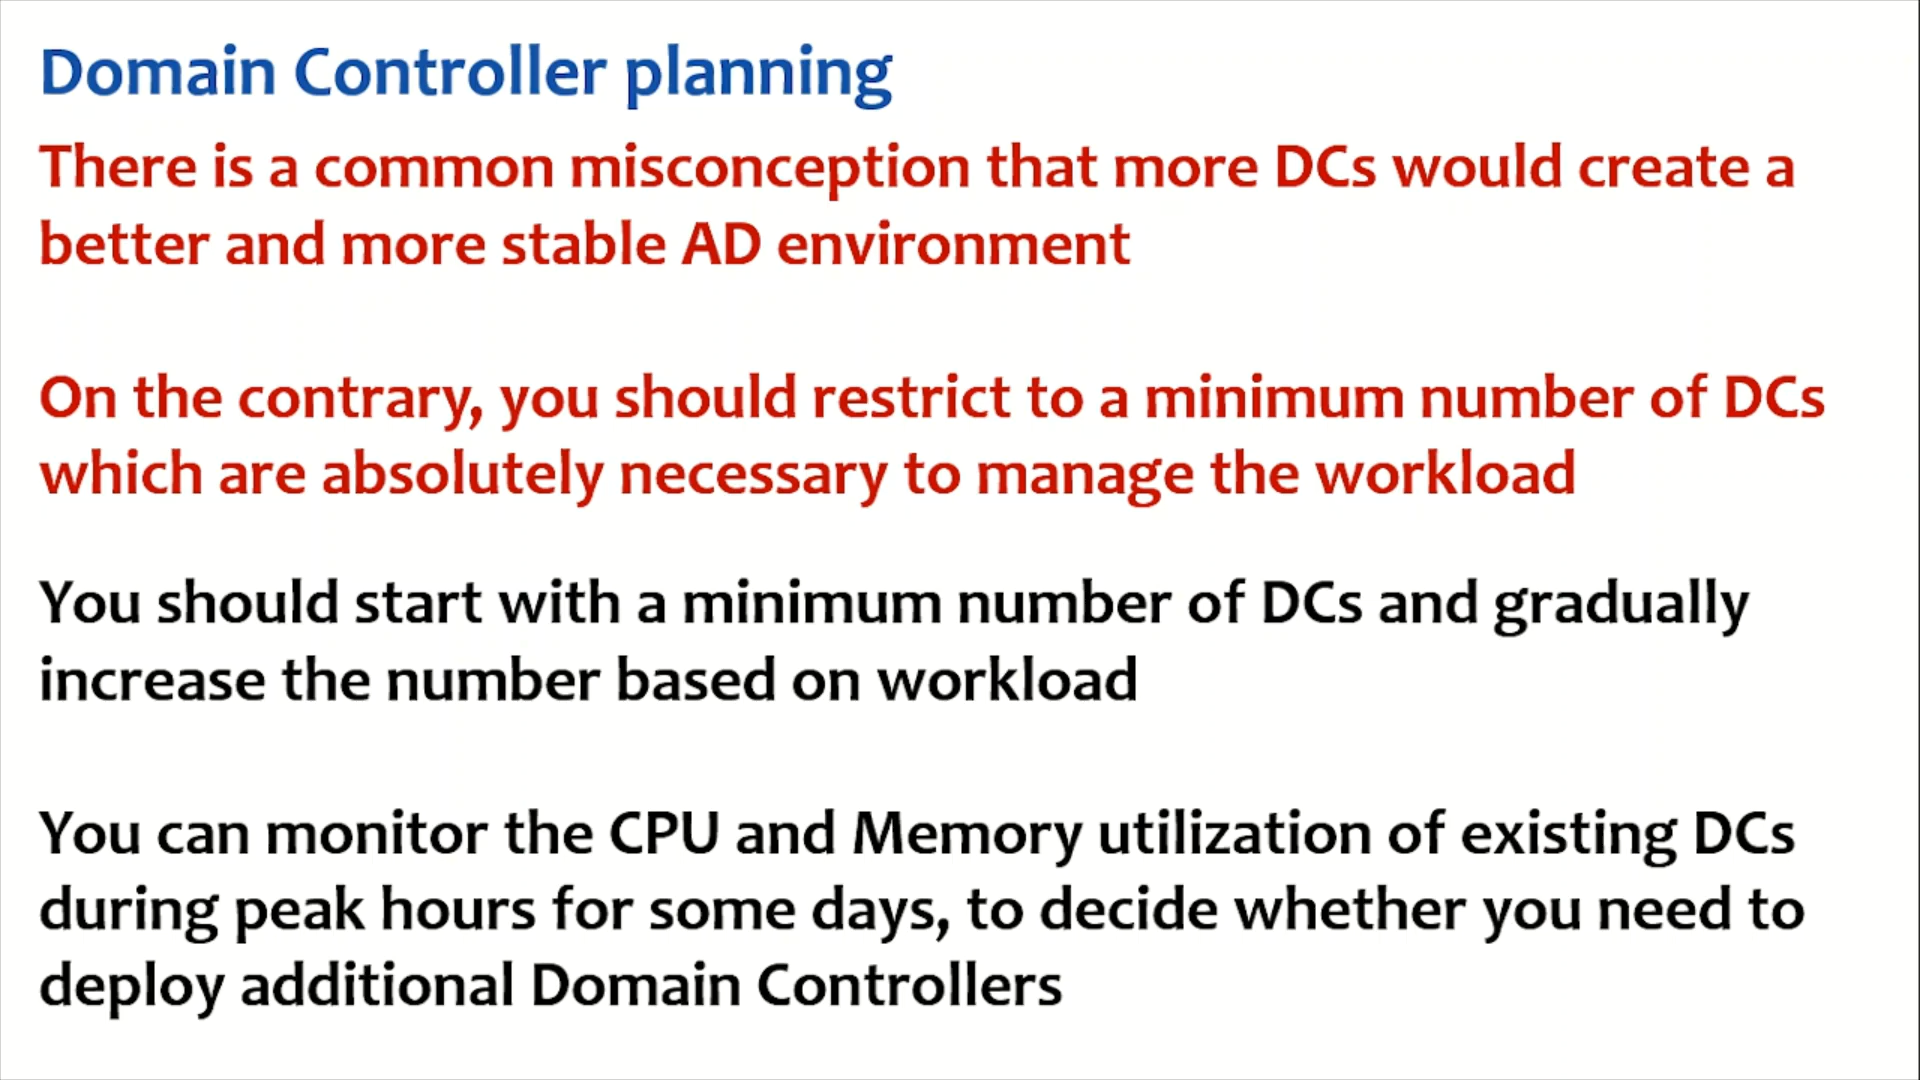 Domain Controller planning
There is a common misconception that more DCs would create a
better and more stable AD environment
On the contrary, you should restrict to a minimum number of DCs
which are absolutely necessary to manage the workload
You should start with a minimum number of DCs and gradually
increase the number based on workload
You can monitor the CPU and Memory utilization of existing DCs
during peak hours for some days, to decide whether you need to
deploy additional Domain Controllers